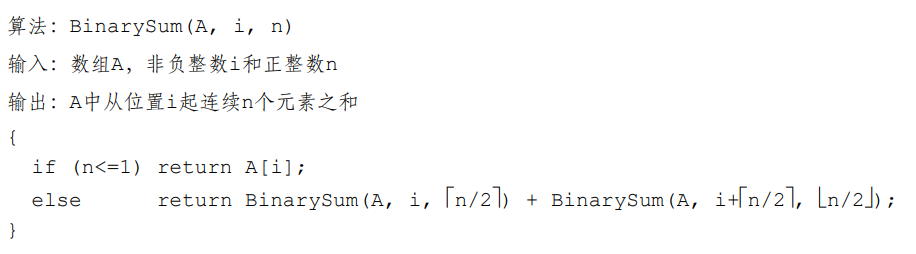 算法: BinarySum(A, i, n)
输入: 数组A，非负整数i和正整数n
输出: A中从位置i起连续n个元素之和
{
if (n<=1) return A[i];
else return BinarySum(A, i, ⌈n/2⌉) + BinarySum(A, i+⌈n/2⌉, ⌊n/2⌋);
}